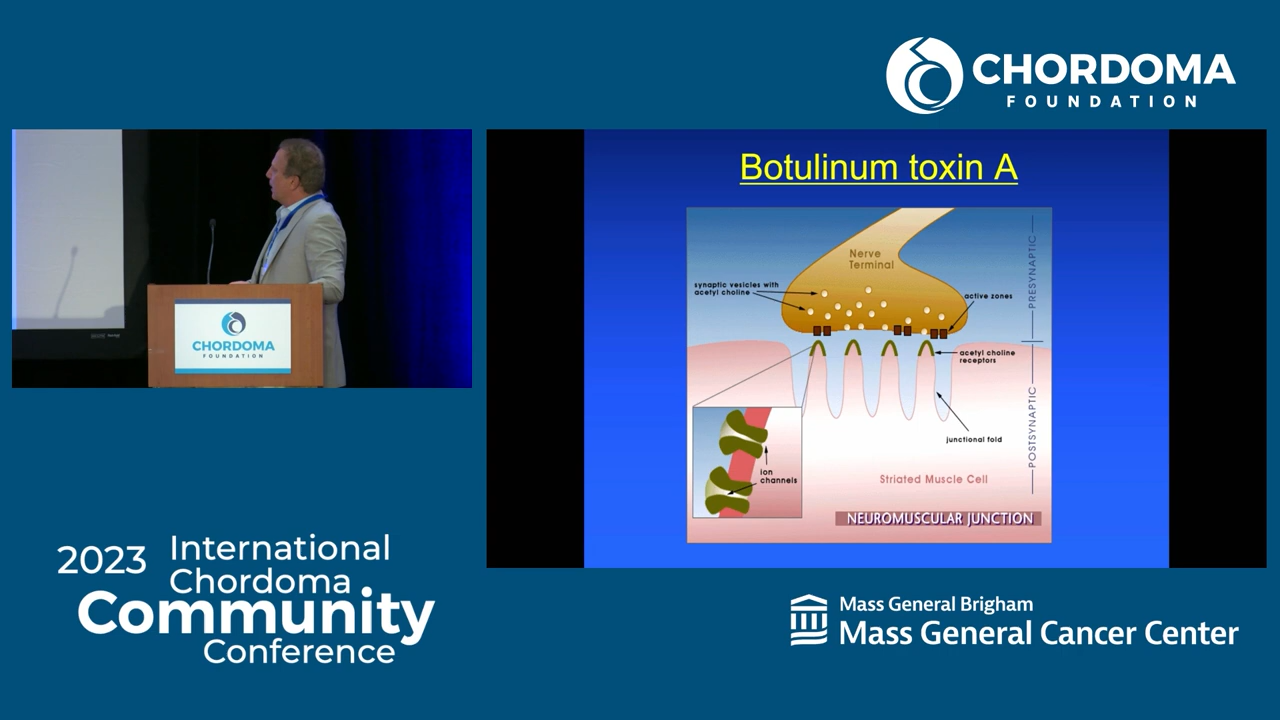 CHORDOMA
FOUNDATION
CHORDOMA
FOUNDATION
Botulinum toxin A
Nerve
Terminal
synaptic vesicles with
acetyl choline
active zones
acetyl choline
receptors
junctional fold
ion
channels
Striated Muscle Cell
NEUROMUSCULAR JUNCTION
PRESYNAPTIC
POSTSYNAPTIC
2023 International
Chordoma
Community
Conference
Mass General Brigham
Mass General Cancer Center